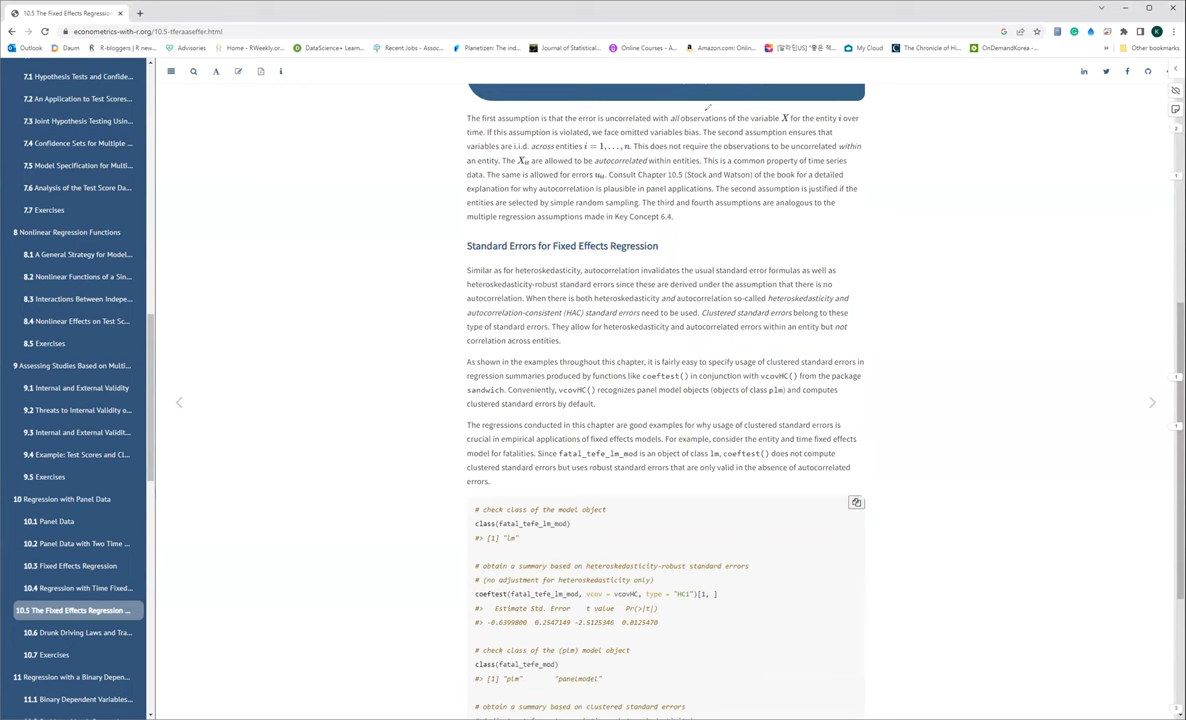 10.5 The Fixed Effects Regression
econometrics-with-r.org/10.5-tferaaseffer.html
Outlook
Daum
R-bloggers | R new...
Advisories
Home - RWeekly.or...
DataScience+ Learn...
Recent Jobs - Assoc...
Planetizen: The ind...
Journal of Statistical...
Online Courses - A...
Amazon.com: Onlin...
My Cloud
The Chronicle of Hi...
OnDemandKorea -...
Other bookmarks
7.1 Hypothesis Tests and Confide...
7.2 An Application to Test Scores...
7.3 Joint Hypothesis Testing Usin...
7.4 Confidence Sets for Multiple ...
7.5 Model Specification for Multi...
7.6 Analysis of the Test Score Da...
7.7 Exercises
8 Nonlinear Regression Functions
8.1 A General Strategy for Model...
8.2 Nonlinear Functions of a Sin...
8.3 Interactions Between Indepe...
8.4 Nonlinear Effects on Test Sc...
8.5 Exercises
9 Assessing Studies Based on Multi...
9.1 Internal and External Validity
9.2 Threats to Internal Validity o...
9.3 Internal and External Validit...
9.4 Example: Test Scores and Cl...
9.5 Exercises
10 Regression with Panel Data
10.1 Panel Data
10.2 Panel Data with Two Time ...
10.3 Fixed Effects Regression
10.4 Regression with Time Fixed...
10.5 The Fixed Effects Regression ...
10.6 Drunk Driving Laws and Tra...
10.7 Exercises
11 Regression with a Binary Depen...
11.1 Binary Dependent Variables...
The first assumption is that the error is uncorrelated with all observations of the variable X for the entity i over
time. If this assumption is violated, we face omitted variables bias. The second assumption ensures that
variables are i.i.d. across entities i = 1, . . . , n. This does not require the observations to be uncorrelated within
an entity. The X_it are allowed to be autocorrelated within entities. This is a common property of time series
data. The same is allowed for errors u_it. Consult Chapter 10.5 (Stock and Watson) of the book for a detailed
explanation for why autocorrelation is plausible in panel applications. The second assumption is justified if the
entities are selected by simple random sampling. The third and fourth assumptions are analogous to the
multiple regression assumptions made in Key Concept 6.4.
Standard Errors for Fixed Effects Regression
Similar as for heteroskedasticity, autocorrelation invalidates the usual standard error formulas as well as
heteroskedasticity-robust standard errors since these are derived under the assumption that there is no
autocorrelation. When there is both heteroskedasticity and autocorrelation so-called heteroskedasticity and
autocorrelation-consistent (HAC) standard errors need to be used. Clustered standard errors belong to these
type of standard errors. They allow for heteroskedasticity and autocorrelated errors within an entity but not
correlation across entities.
As shown in the examples throughout this chapter, it is fairly easy to specify usage of clustered standard errors in
regression summaries produced by functions like coeftest() in conjunction with vcovHC() from the package
sandwich. Conveniently, vcovHC() recognizes panel model objects (objects of class plm) and computes
clustered standard errors by default.
The regressions conducted in this chapter are good examples for why usage of clustered standard errors is
crucial in empirical applications of fixed effects models. For example, consider the entity and time fixed effects
model for fatalities. Since fatal_tefe_lm_mod is an object of class lm, coeftest() does not compute
clustered standard errors but uses robust standard errors that are only valid in the absence of autocorrelated
errors.
# check class of the model object
class(fatal_tefe_lm_mod)
#> [1] "lm"
# obtain a summary based on heteroskedasticity-robust standard errors
# (no adjustment for heteroskedasticity only)
coeftest(fatal_tefe_lm_mod, vcov = vcovHC, type = "HC1")[1, ]
#>   Estimate Std. Error    t value   Pr(>|t|)
#> -0.6399800  0.2547149 -2.5125346  0.0125470
# check class of the (plm) model object
class(fatal_tefe_mod)
#> [1] "plm"        "panelmodel"
# obtain a summary based on clustered standard errors